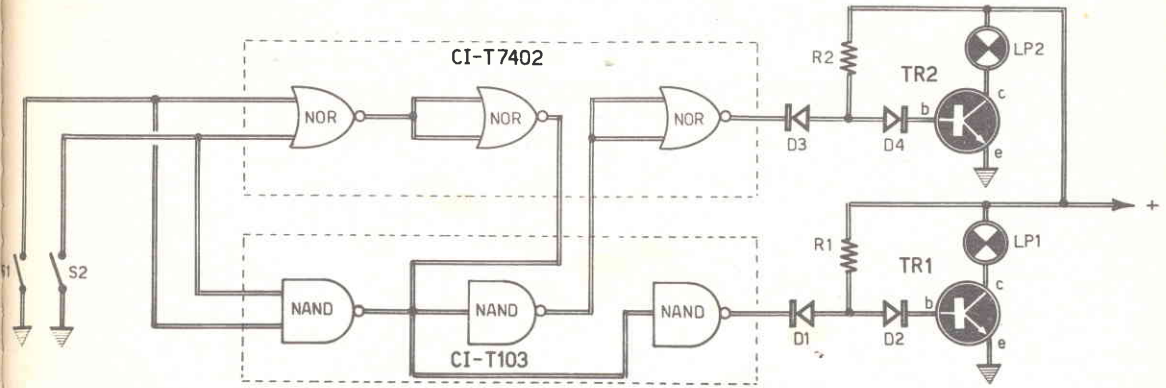 CI-T7402
NOR
NOR
NOR
R2
TR2
LP2
b
c
e
D3
D4
+
S1
S2
NAND
NAND
NAND
CI-T103
R1
TR1
LP1
b
c
e
D1
D2